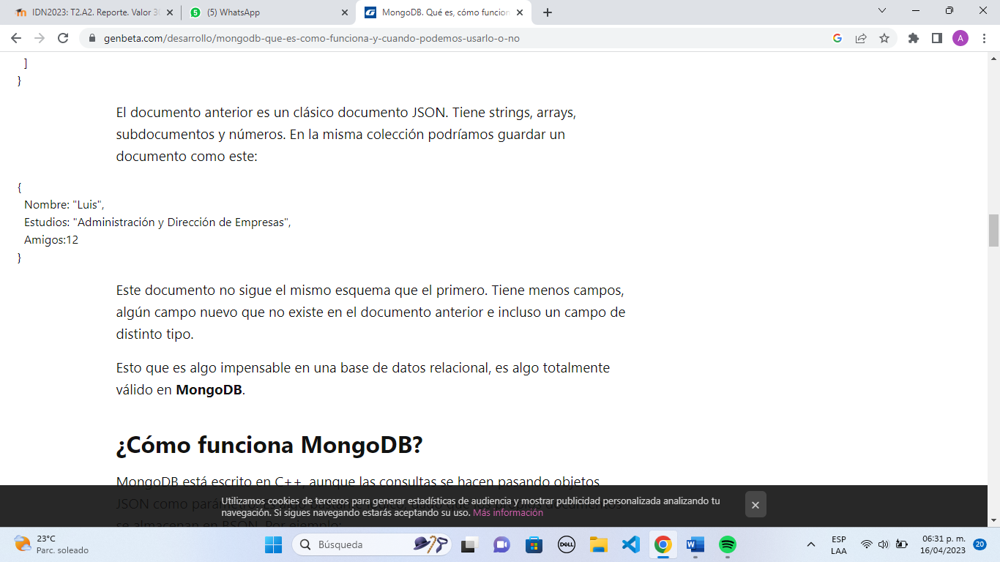 IDN2023: T2.A2. Reporte. Valor 30
5
(5) WhatsApp
MongoDB. Qué es, cómo funcion
genbeta.com/desarrollo/mongodb-que-es-como-funciona-y-cuando-podemos-usarlo-o-no
A
]
}
El documento anterior es un clásico documento JSON. Tiene strings, arrays,
subdocumentos y números. En la misma colección podríamos guardar un
documento como este:
{
Nombre: "Luis",
Estudios: "Administración y Dirección de Empresas",
Amigos:12
}
Este documento no sigue el mismo esquema que el primero. Tiene menos campos,
algún campo nuevo que no existe en el documento anterior e incluso un campo de
distinto tipo.
Esto que es algo impensable en una base de datos relacional, es algo totalmente
válido en MongoDB.
¿Cómo funciona MongoDB?
MongoDB está escrito en C++, aunque las consultas se hacen pasando objetos
JSON como parámetro.
se almacenan en BSON. Por ejemplo:
Utilizamos cookies de terceros para generar estadísticas de audiencia y mostrar publicidad personalizada analizando tu
navegación. Si sigues navegando estarás aceptando su uso. Más información
23°C
Parc. soleado
Búsqueda
DELL
ESP
LAA
06:31 p. m.
16/04/2023
20